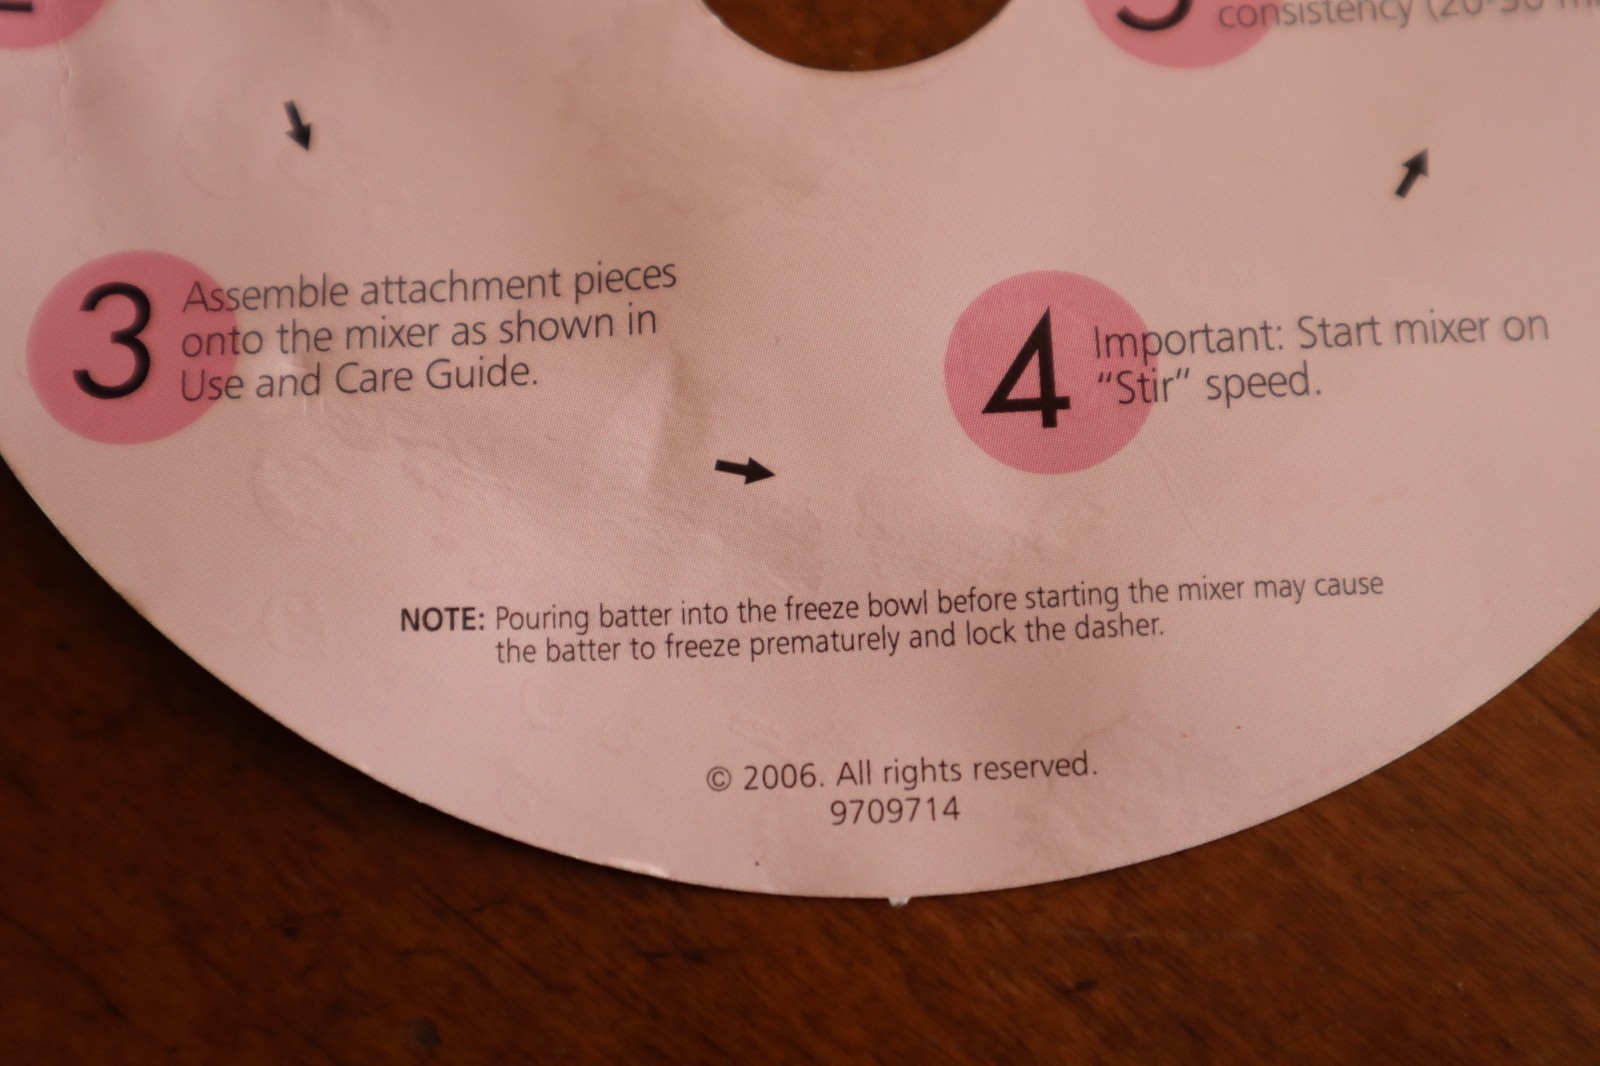 consistency (20-30
3
Assemble attachment pieces
onto the mixer as shown in
Use and Care Guide.
4
Important: Start mixer on
“Stir” speed.
NOTE: Pouring batter into the freeze bowl before starting the mixer may cause
the batter to freeze prematurely and lock the dasher.
© 2006. All rights reserved.
9709714